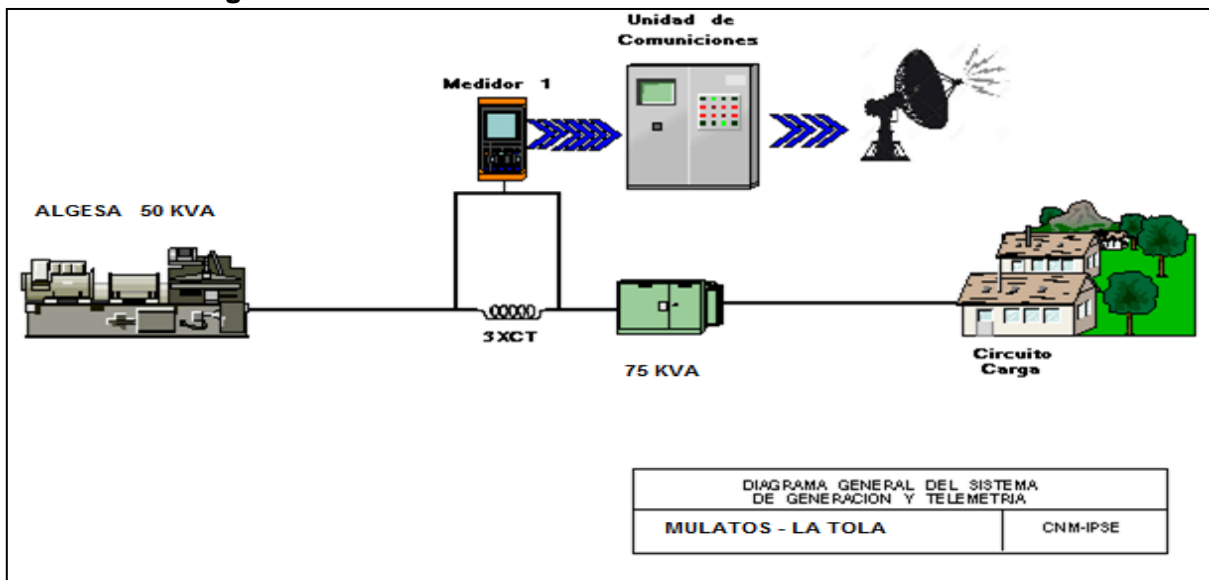 Unidad de
Comuniciones
Medidor 1
ALGESA 50 KVA
3XCT
75 KVA
Circuito
Carga
DIAGRAMA GENERAL DEL SISTEMA
DE GENERACION Y TELEMETRIA
MULATOS - LA TOLA
CNM-IPSE